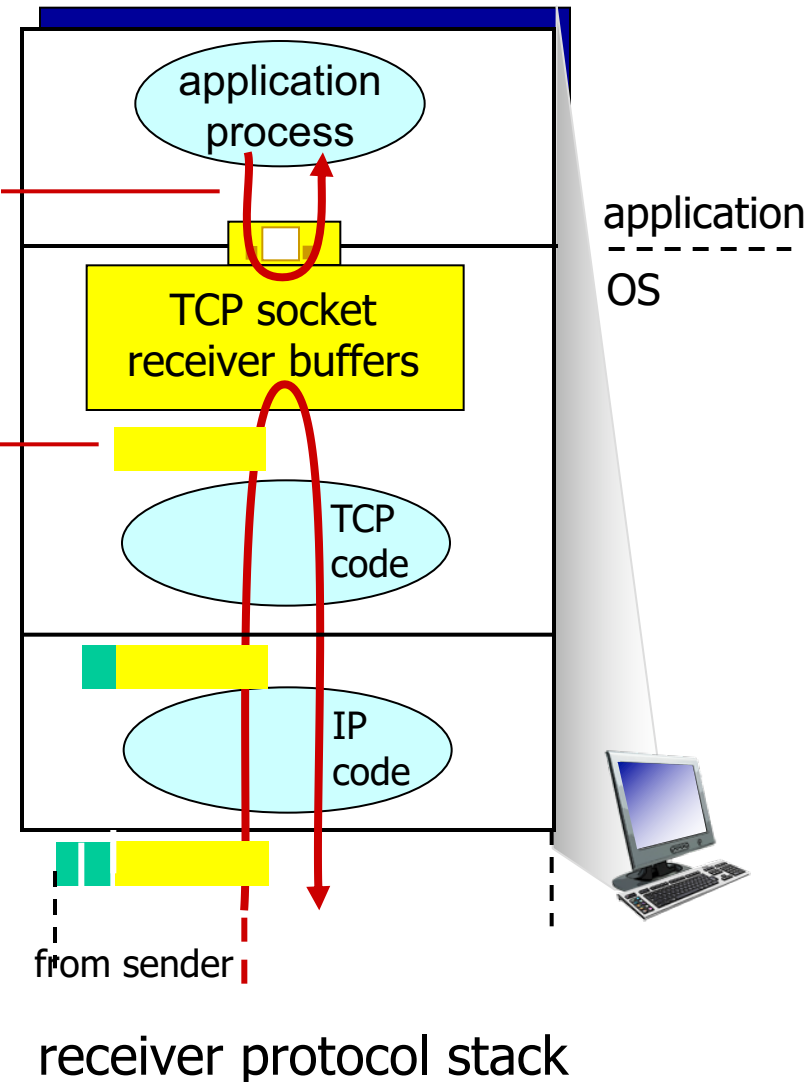 application
process
application
OS
TCP socket
receiver buffers
TCP
code
IP
code
from sender
receiver protocol stack